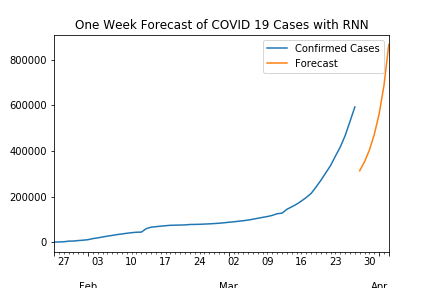 One Week Forecast of COVID 19 Cases with RNN
Confirmed Cases
Forecast
800000
600000
400000
200000
0
27 03 10 17 24 02 09 16 23 30
Feb Mar Apr